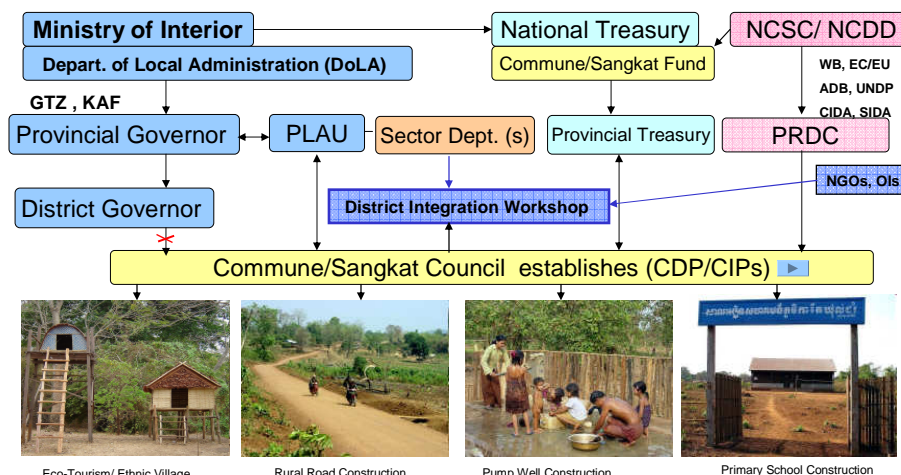 Ministry of Interior
National Treasury
NCSC/ NCDD
Depart. of Local Administration (DoLA)
Commune/Sangkat Fund
WB, EC/EU
ADB, UNDP
CIDA, SIDA
GTZ , KAF
Provincial Governor
PLAU
Sector Dept. (s)
Provincial Treasury
PRDC
NGOs, OIs
District Governor
District Integration Workshop
Commune/Sangkat Council establishes (CDP/CIPs)
Eco-Tourism/ Ethnic Village
Rural Road Construction
Pump Well Construction
Primary School Construction